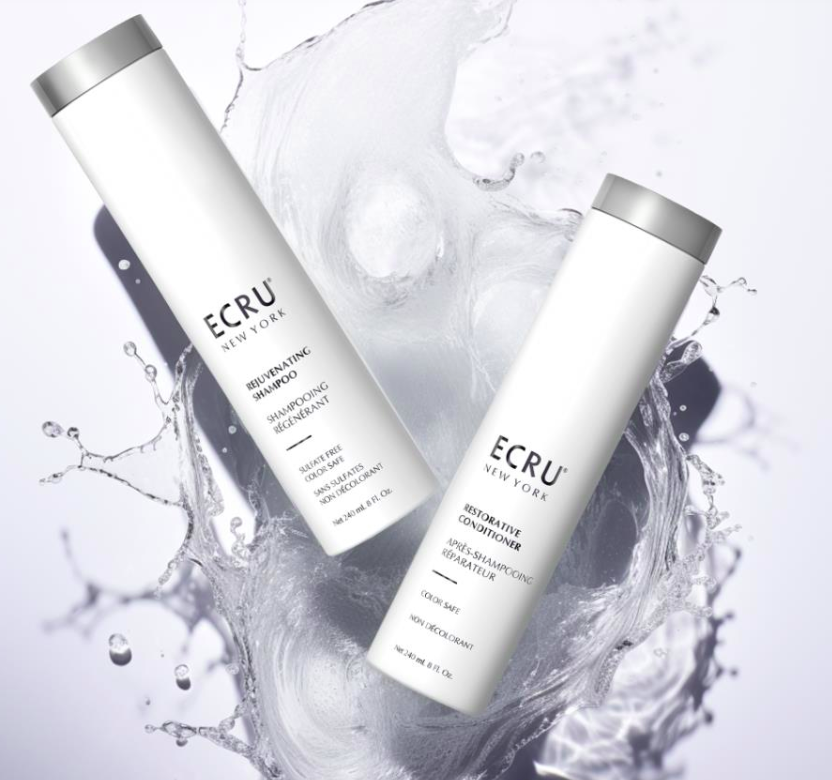 ECRU®
NEW YORK
REJUVENATING
SHAMPOO
SHAMPOOING
RÉGÉNÉRANT
SULFATE FREE
COLOR SAFE
SANS SULFATES
NON DÉCOLORANT
Net 240 mL 8 FL. Oz.
ECRU®
NEW YORK
RESTORATIVE
CONDITIONER
APRÈS-SHAMPOOING
RÉPARATEUR
COLOR SAFE
NON DÉCOLORANT
Net 240 mL 8 FL. Oz.